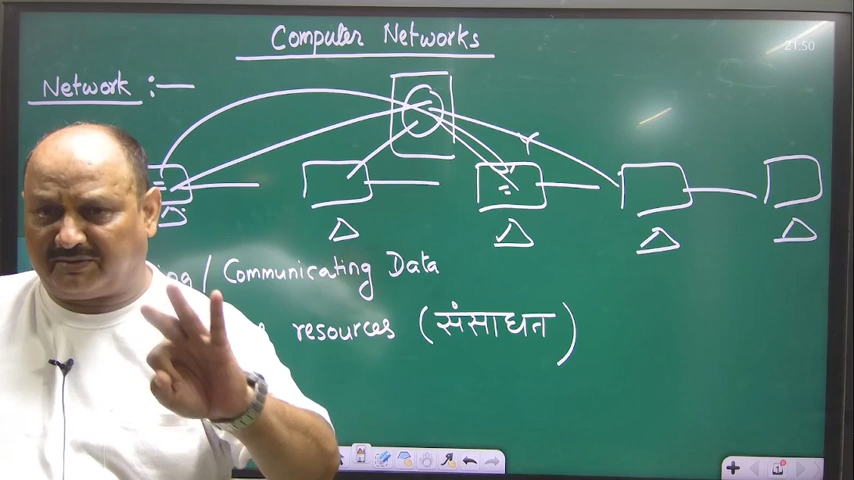 Computer Networks
21:50
Network :—
/ Communicating Data
resources (संसाधन)